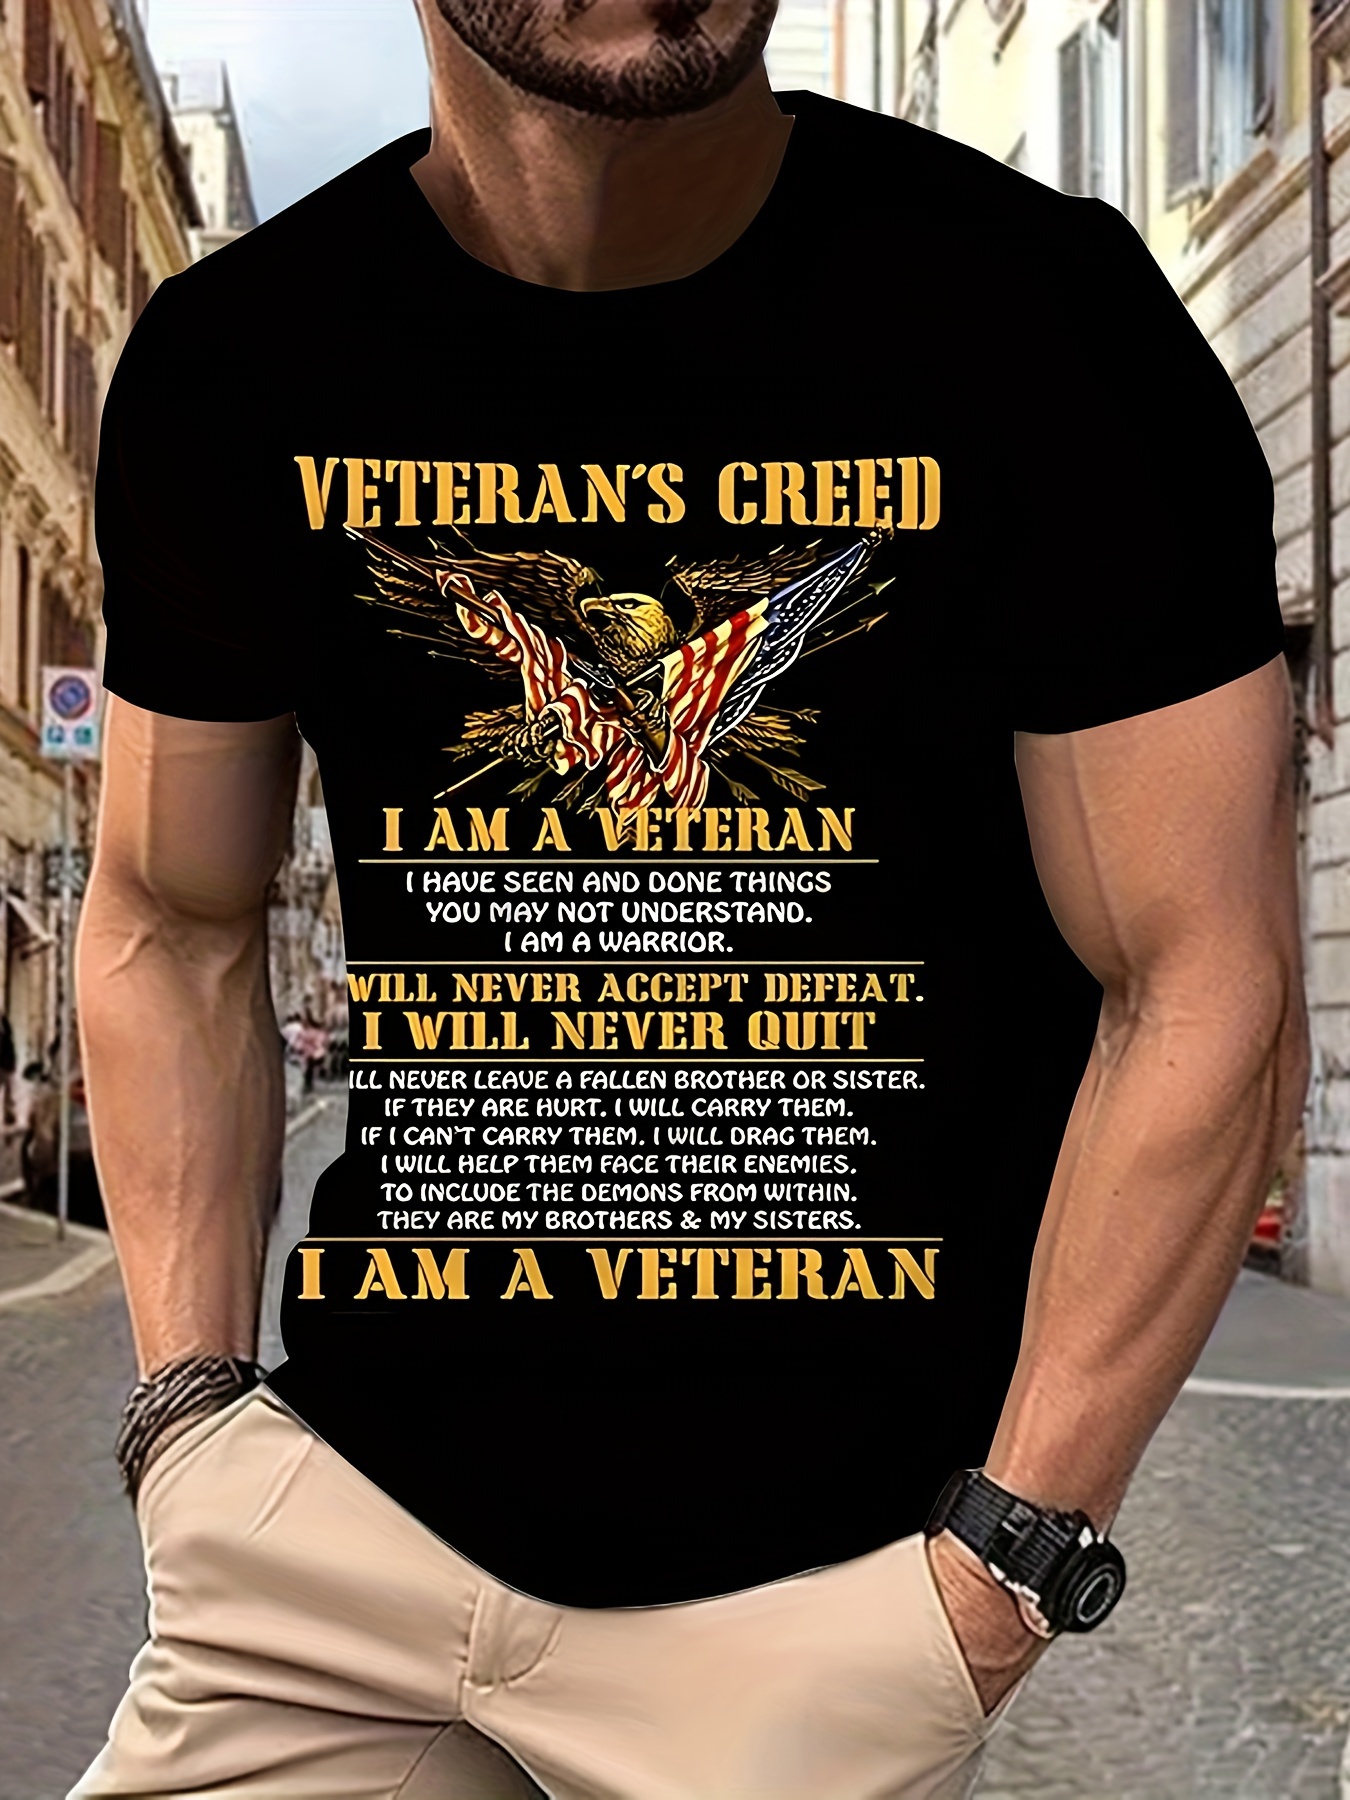 VETERAN'S CREED
I AM A VETERAN
I HAVE SEEN AND DONE THINGS
YOU MAY NOT UNDERSTAND.
I AM A WARRIOR.
WILL NEVER ACCEPT DEFEAT.
I WILL NEVER QUIT
ILL NEVER LEAVE A FALLEN BROTHER OR SISTER.
IF THEY ARE HURT. I WILL CARRY THEM.
IF I CAN'T CARRY THEM. I WILL DRAG THEM.
I WILL HELP THEM FACE THEIR ENEMIES.
TO INCLUDE THE DEMONS FROM WITHIN.
THEY ARE MY BROTHERS & MY SISTERS.
I AM A VETERAN